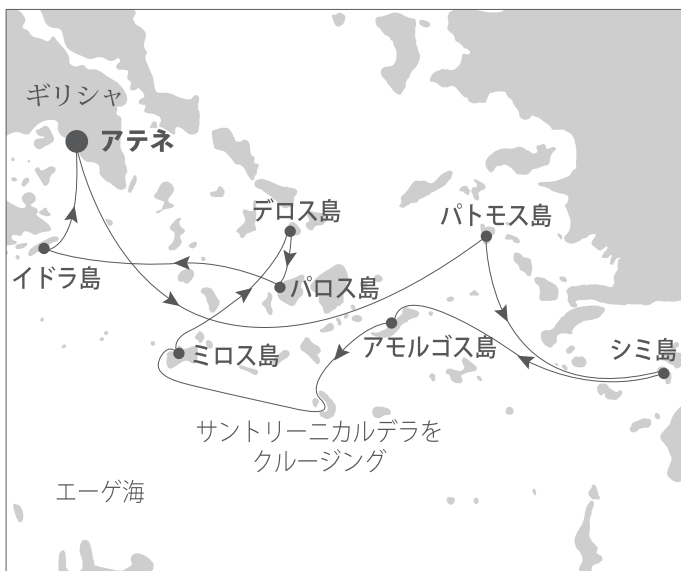 ギリシャ
アテネ
デロス島
パトモス島
イドラ島
パロス島
アモルゴス島
シミ島
ミロス島
サントリーニカルデラを
クルージング
エーゲ海